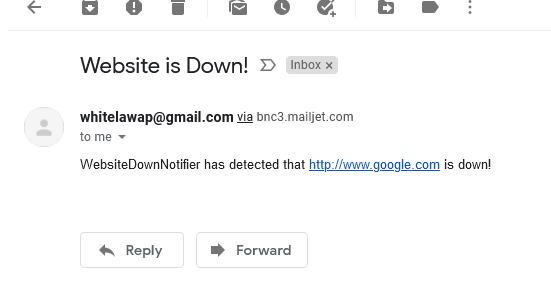 Website is Down! Inbox ×
whitelawap@gmail.com via bnc3.mailjet.com
to me
WebsiteDownNotifier has detected that http://www.google.com is down!
Reply Forward